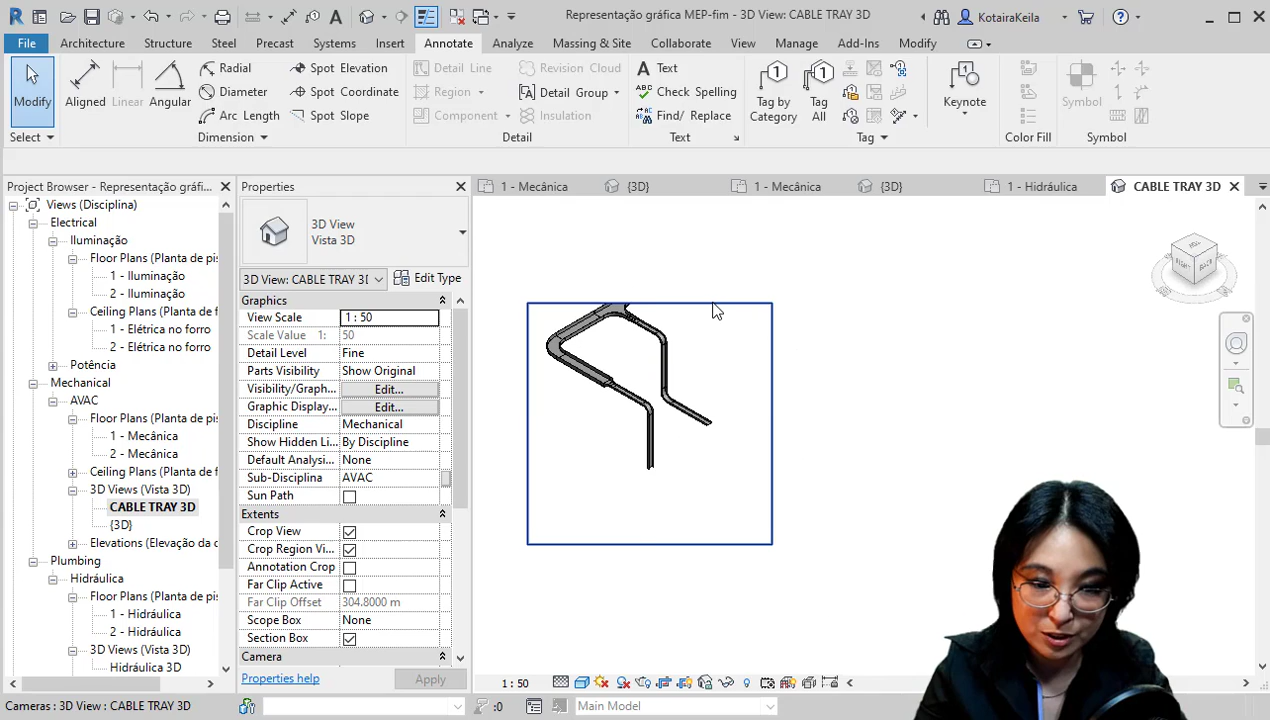 Representação gráfica MEP-fim - 3D View: CABLE TRAY 3D
KotairaKeila
File
Architecture
Structure
Steel
Precast
Systems
Insert
Annotate
Analyze
Massing & Site
Collaborate
View
Manage
Add-Ins
Modify
Modify
Select
Aligned
Linear
Angular
Radial
Diameter
Arc Length
Spot Elevation
Spot Coordinate
Spot Slope
Dimension
Detail Line
Region
Component
Revision Cloud
Detail Group
Insulation
Detail
Text
Check Spelling
Find/ Replace
Text
Tag by
Category
Tag
All
Tag
Keynote
Color Fill
Symbol
Symbol
Project Browser - Representação gráfi...
Views (Disciplina)
Electrical
Iluminação
Floor Plans (Planta de pis
1 - Iluminação
2 - Iluminação
Ceiling Plans (Planta de fo
1 - Elétrica no forro
2 - Elétrica no forro
Potência
Mechanical
AVAC
Floor Plans (Planta de pis
1 - Mecânica
2 - Mecânica
Ceiling Plans (Planta de fo
3D Views (Vista 3D)
CABLE TRAY 3D
{3D}
Elevations (Elevação da c
Plumbing
Hidráulica
Floor Plans (Planta de pis
1 - Hidráulica
2 - Hidráulica
3D Views (Vista 3D)
Hidráulica 3D
Properties
3D View
Vista 3D
3D View: CABLE TRAY 3D
Edit Type
Graphics
View Scale
1 : 50
Scale Value 1:
50
Detail Level
Fine
Parts Visibility
Show Original
Visibility/Graph...
Edit...
Graphic Display...
Edit...
Discipline
Mechanical
Show Hidden Li...
By Discipline
Default Analysi...
None
Sub-Disciplina
AVAC
Sun Path
Extents
Crop View
Crop Region Vi...
Annotation Crop
Far Clip Active
Far Clip Offset
304.8000 m
Scope Box
None
Section Box
Camera
Properties help
Apply
1 - Mecânica
{3D}
1 - Mecânica
{3D}
1 - Hidráulica
CABLE TRAY 3D
1 : 50
Cameras : 3D View : CABLE TRAY 3D
:0
Main Model